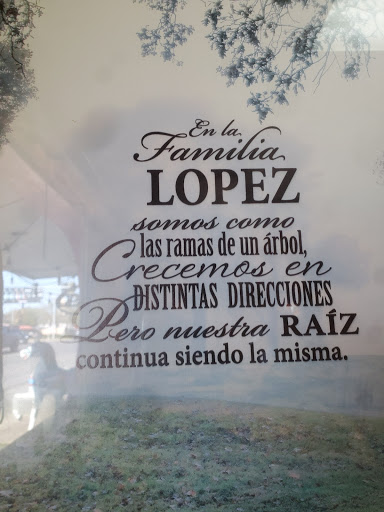 En la
Familia
LOPEZ
somos como
las ramas de un árbol,
Crecemos en
DISTINTAS DIRECCIONES
Pero nuestra RAÍZ
continua siendo la misma.